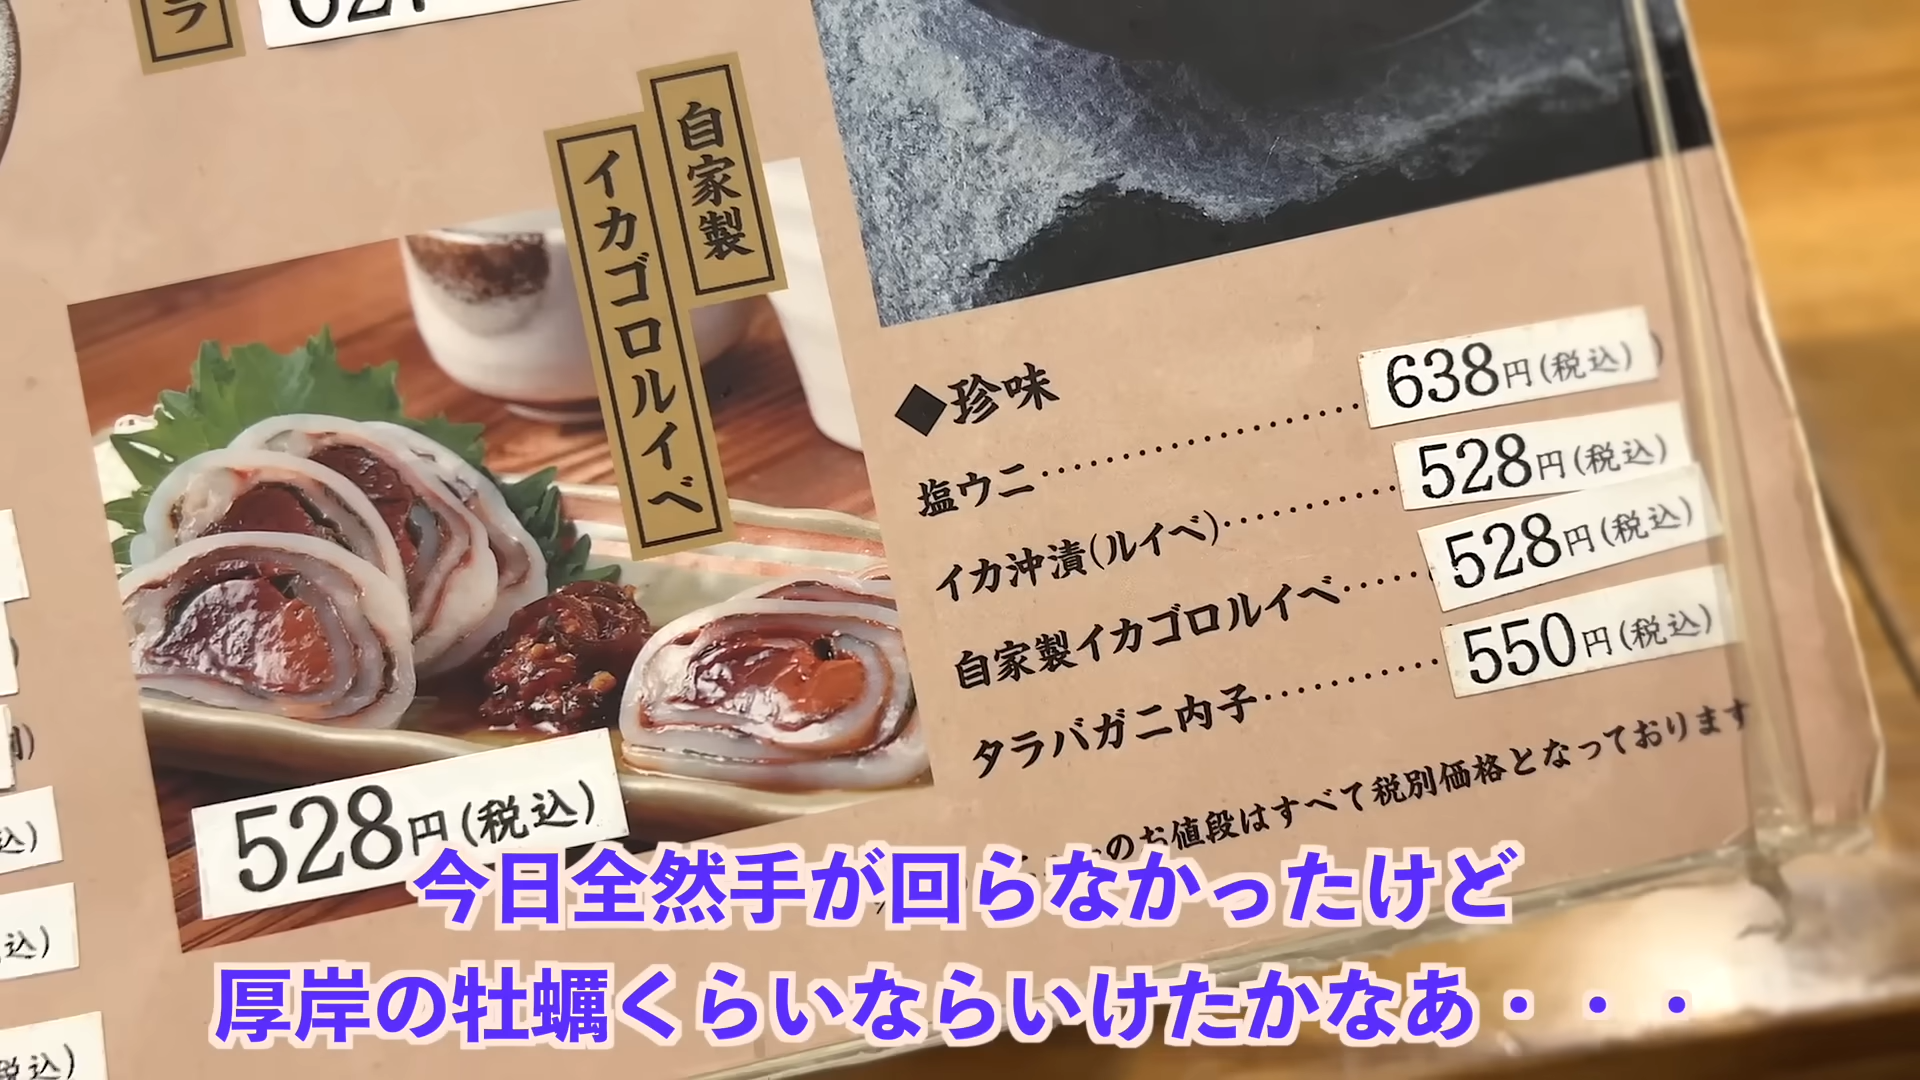 ラ
自家製
イカゴロルイベ
528円(税込)
◆珍味
塩ウニ……………638円(税込)
イカ沖漬(ルイベ)………528円(税込)
自家製イカゴロルイベ……528円(税込)
タラバガニ内子…………550円(税込)
のお値段はすべて税別価格となっております
今日全然手が回らなかったけど
厚岸の牡蠣くらいならいけたかなあ・・・